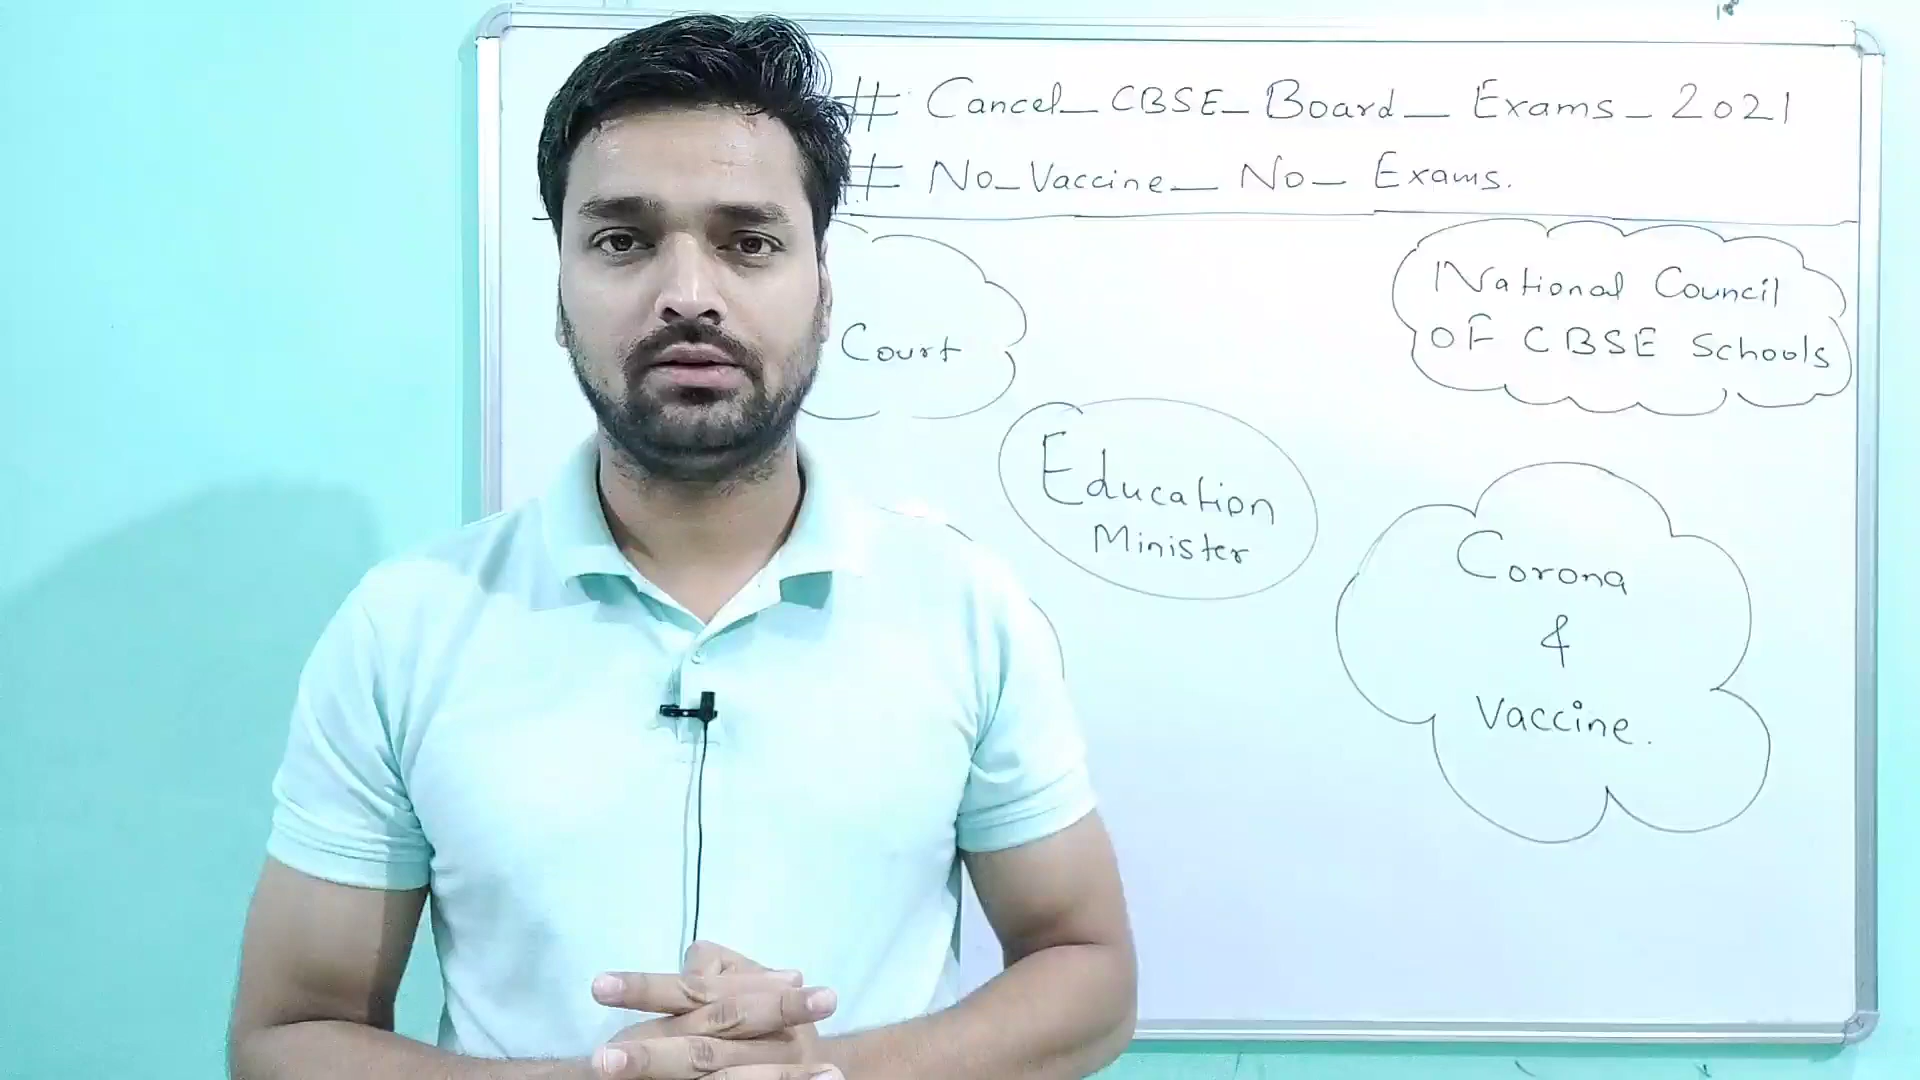 # Cancel_CBSE_Board_Exams_2021
# No_Vaccine_No_Exams.
Court
National Council
OF CBSE Schools
Education
Minister
Corona
&
Vaccine.